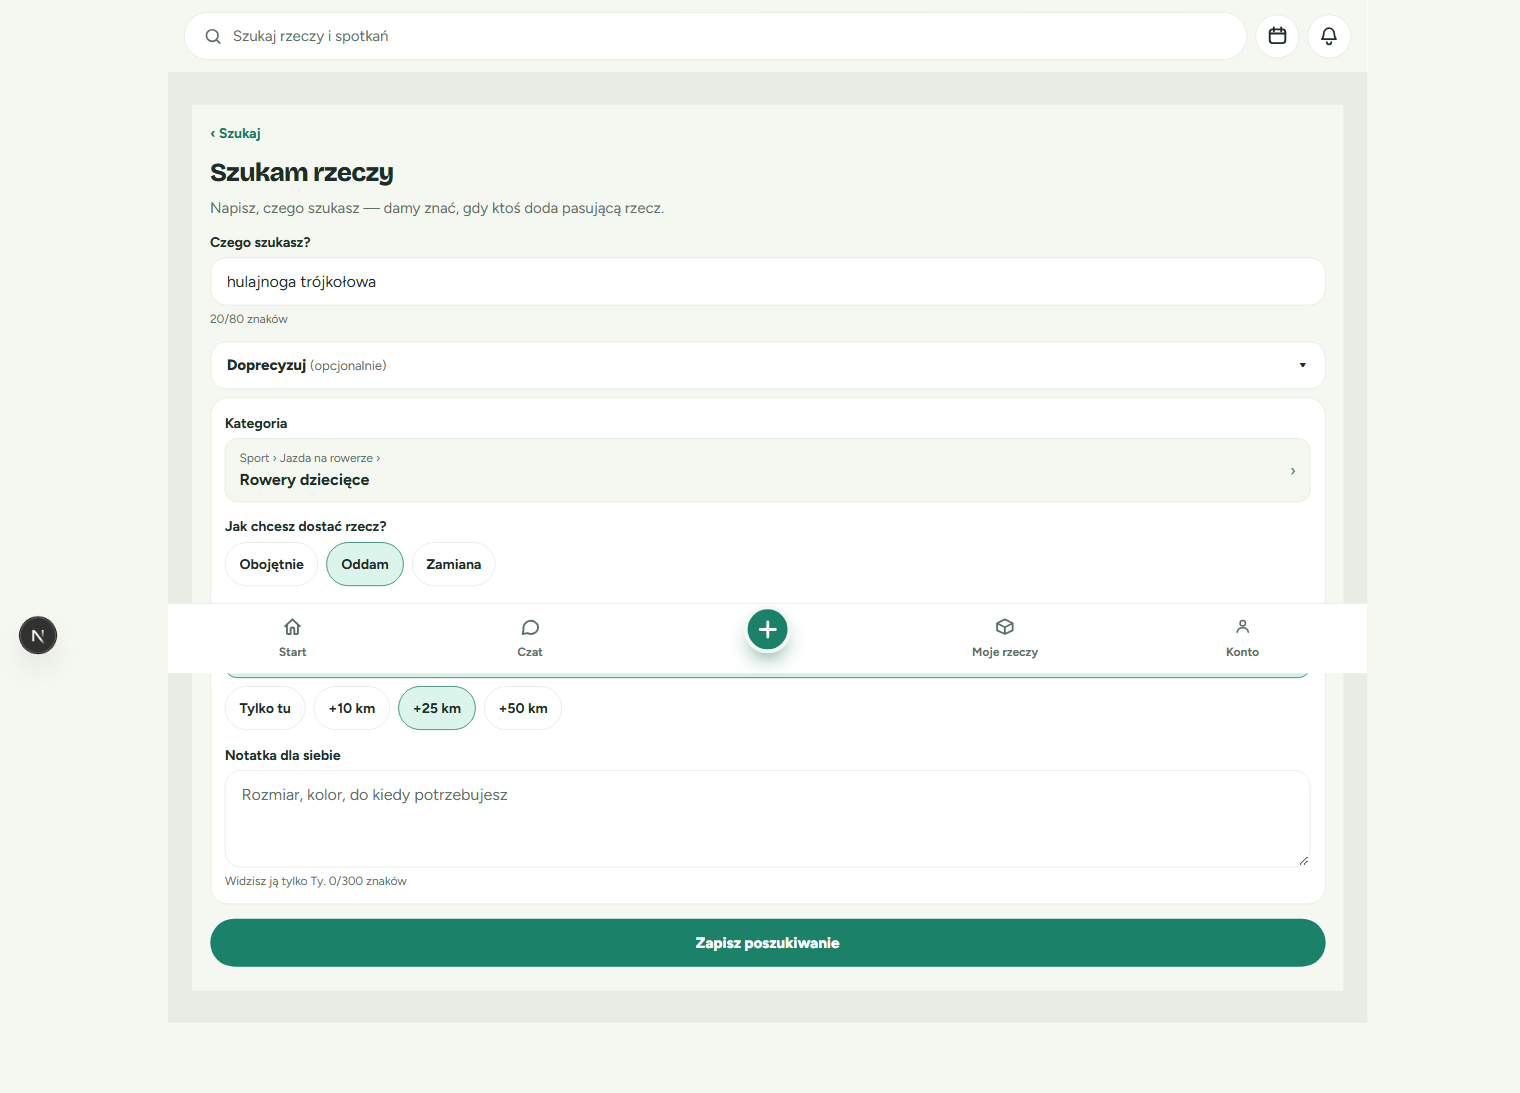 Szukaj rzeczy i spotkań
‹ Szukaj
Szukam rzeczy
Napisz, czego szukasz — damy znać, gdy ktoś doda pasującą rzecz.
Czego szukasz?
hulajnoga trójkołowa
20/80 znaków
Doprecyzuj (opcjonalnie)
Kategoria
Sport › Jazda na rowerze ›
Rowery dziecięce
›
Jak chcesz dostać rzecz?
Obojętnie Oddam Zamiana
N
Start Czat Moje rzeczy Konto
Tylko tu +10 km +25 km +50 km
Notatka dla siebie
Rozmiar, kolor, do kiedy potrzebujesz
Widzisz ją tylko Ty. 0/300 znaków
Zapisz poszukiwanie